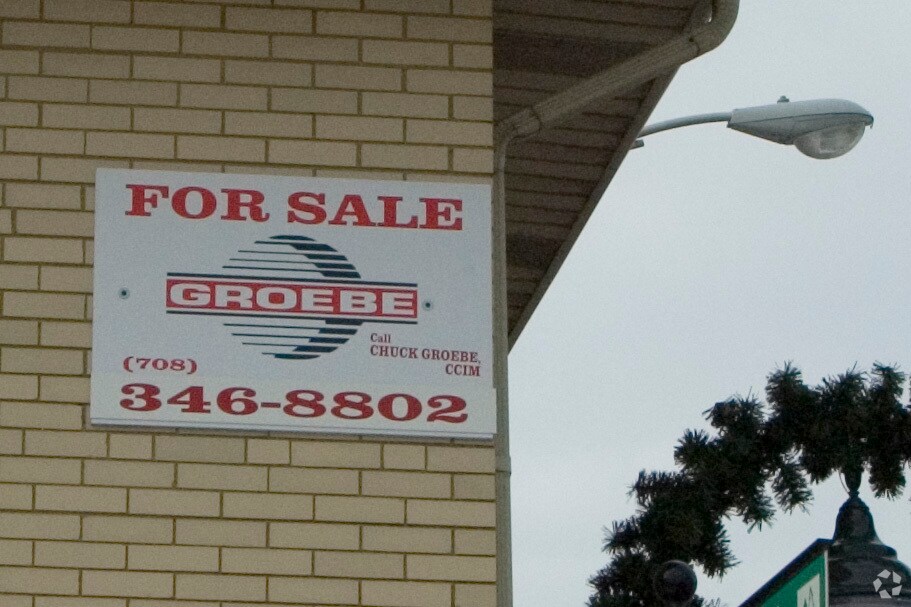 FOR SALE
GROEBE
Call
CHUCK GROEBE,
CCIM
(708)
346-8802